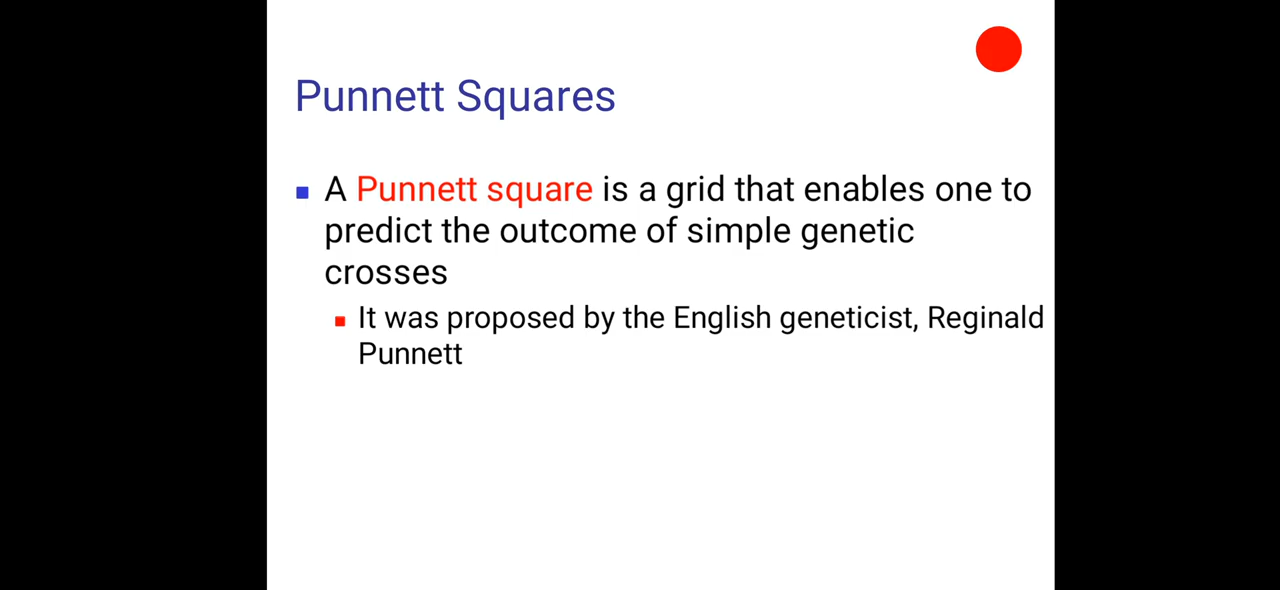 Punnett Squares
A Punnett square is a grid that enables one to
predict the outcome of simple genetic
crosses
It was proposed by the English geneticist, Reginald
Punnett